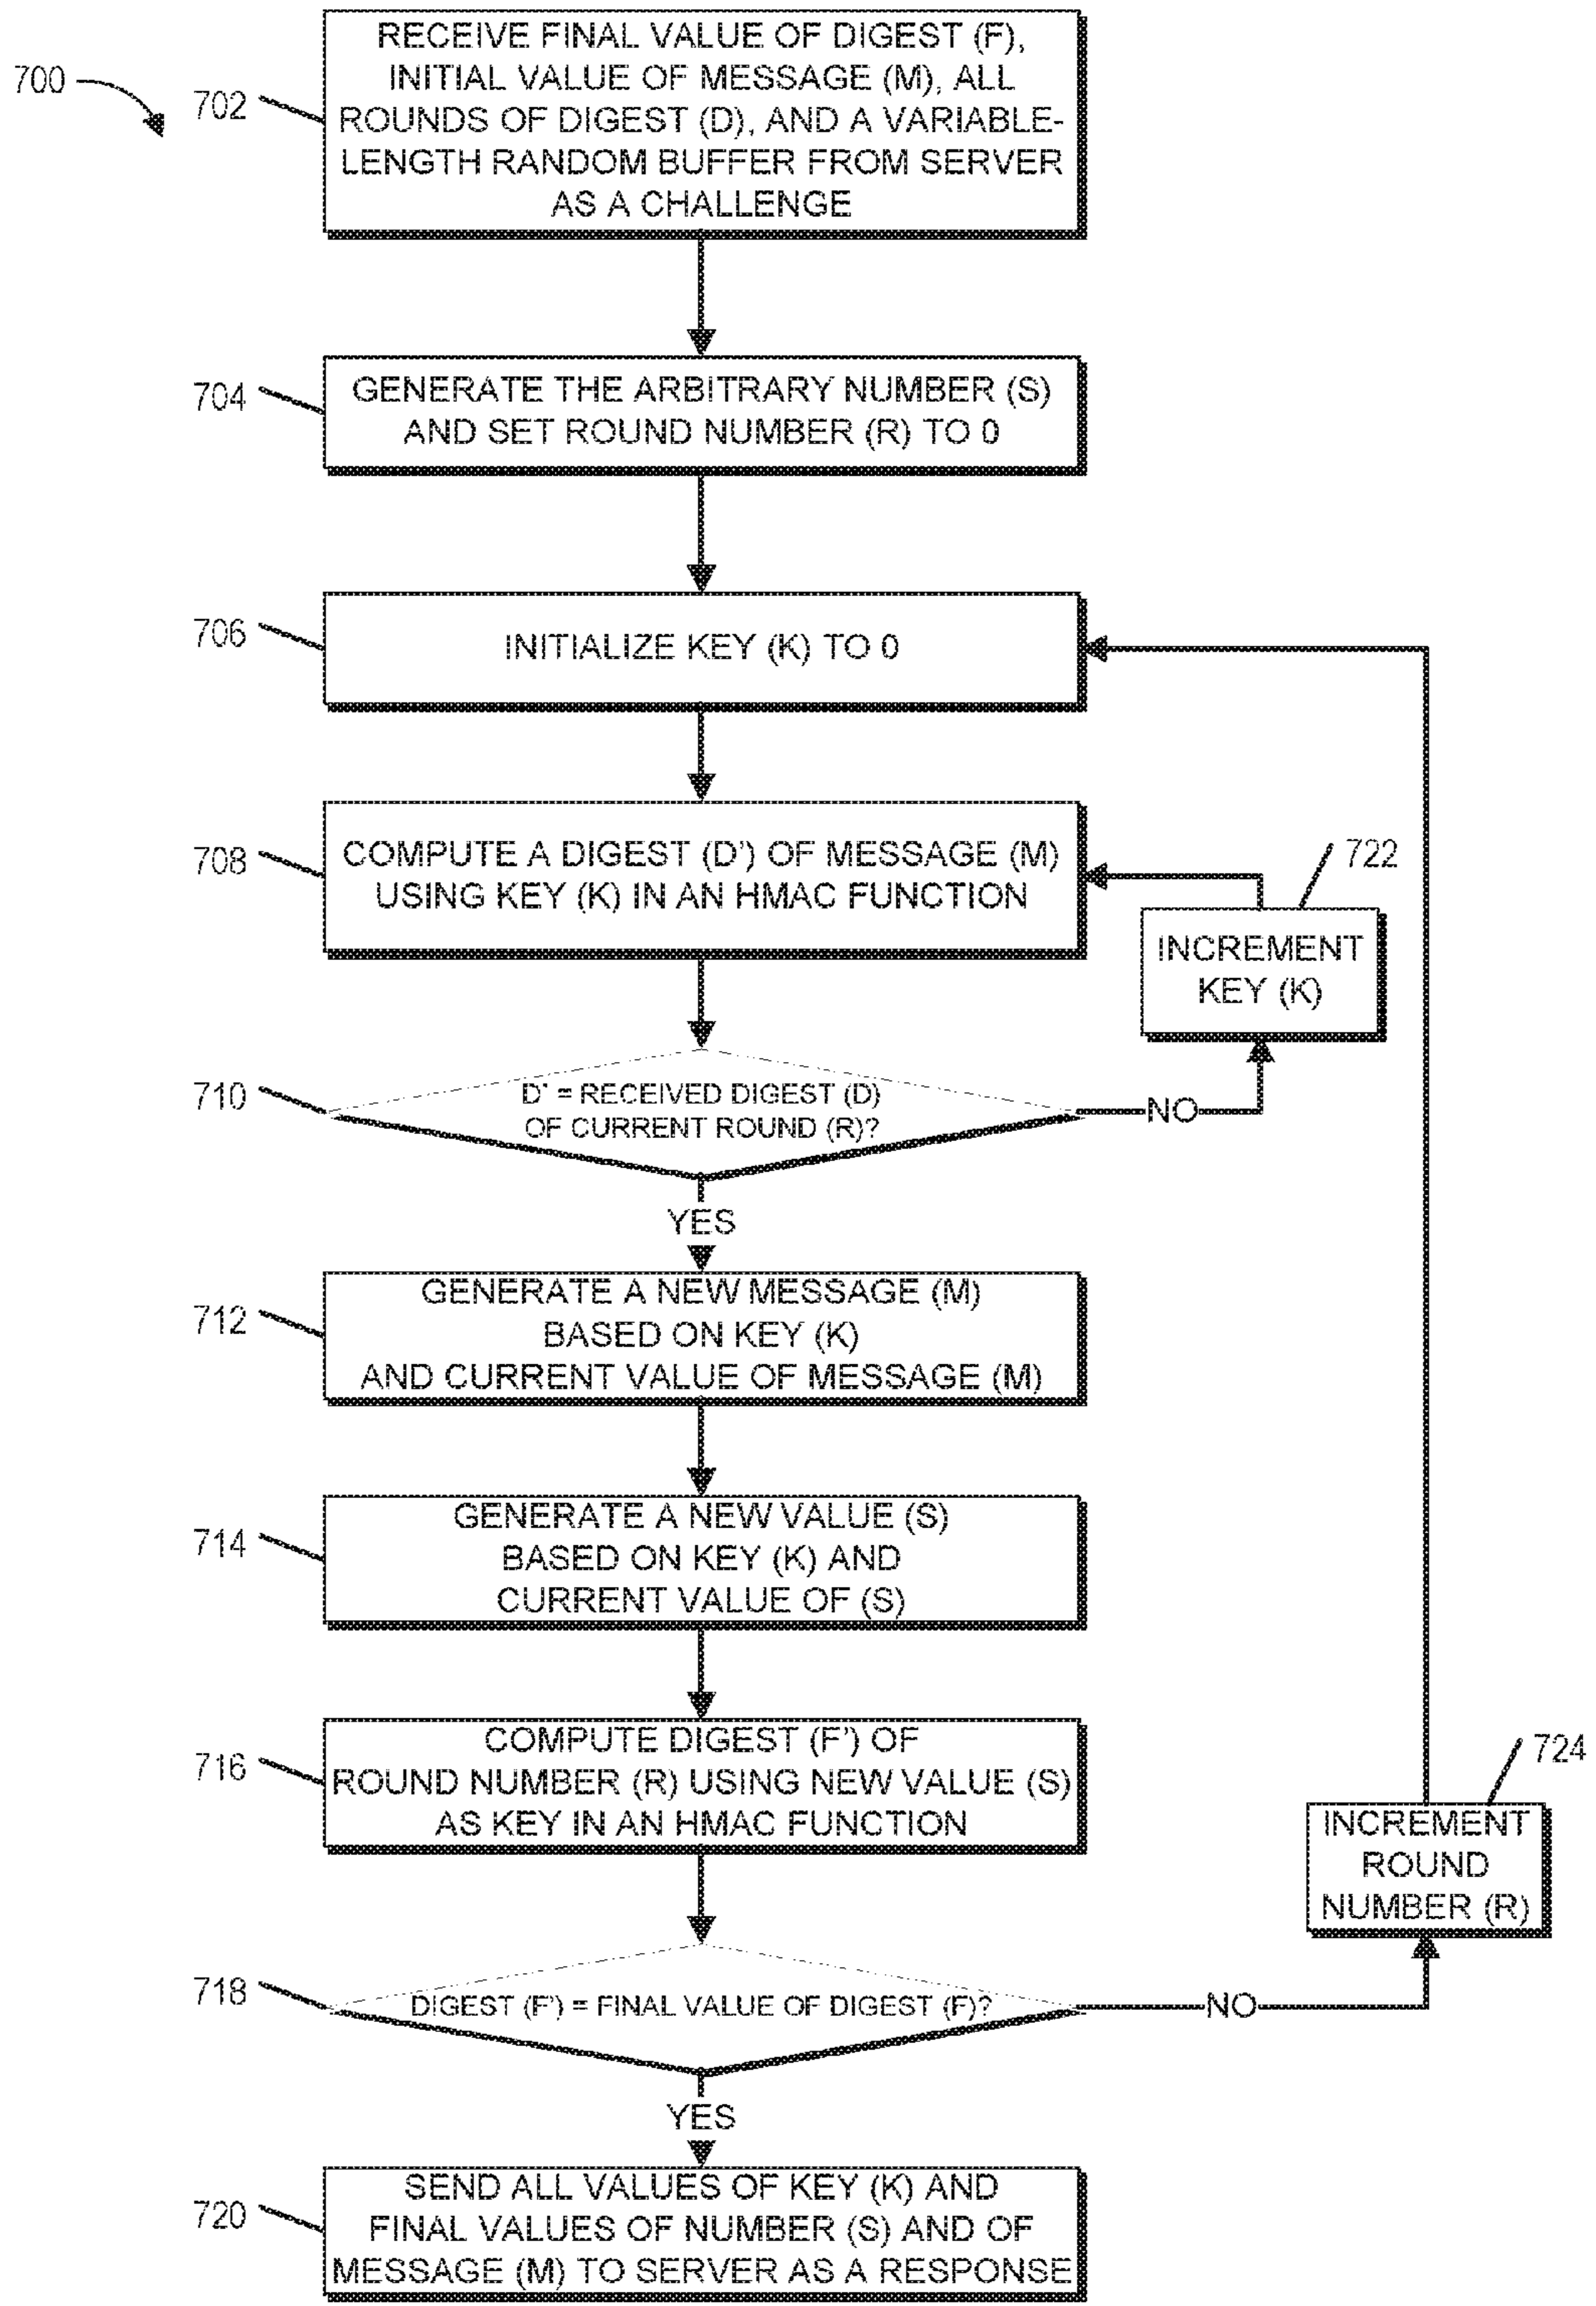 700
702
RECEIVE FINAL VALUE OF DIGEST (F),
INITIAL VALUE OF MESSAGE (M), ALL
ROUNDS OF DIGEST (D), AND A VARIABLE-
LENGTH RANDOM BUFFER FROM SERVER
AS A CHALLENGE
704
GENERATE THE ARBITRARY NUMBER (S)
AND SET ROUND NUMBER (R) TO 0
706
INITIALIZE KEY (K) TO 0
708
COMPUTE A DIGEST (D') OF MESSAGE (M)
USING KEY (K) IN AN HMAC FUNCTION
722
INCREMENT
KEY (K)
710
D' = RECEIVED DIGEST (D)
OF CURRENT ROUND (R)?
NO
YES
712
GENERATE A NEW MESSAGE (M)
BASED ON KEY (K)
AND CURRENT VALUE OF MESSAGE (M)
714
GENERATE A NEW VALUE (S)
BASED ON KEY (K) AND
CURRENT VALUE OF (S)
716
COMPUTE DIGEST (F') OF
ROUND NUMBER (R) USING NEW VALUE (S)
AS KEY IN AN HMAC FUNCTION
724
INCREMENT
ROUND
NUMBER (R)
718
DIGEST (F') = FINAL VALUE OF DIGEST (F)?
NO
YES
720
SEND ALL VALUES OF KEY (K) AND
FINAL VALUES OF NUMBER (S) AND OF
MESSAGE (M) TO SERVER AS A RESPONSE